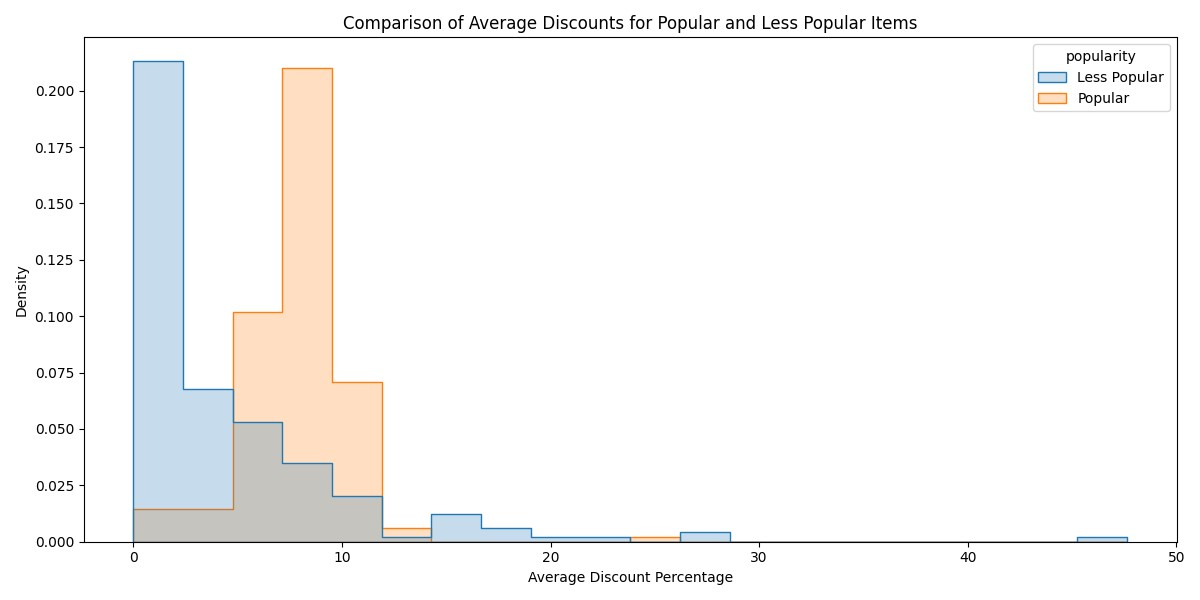 Comparison of Average Discounts for Popular and Less Popular Items
popularity
Less Popular
Popular
Density
0.200
0.175
0.150
0.125
0.100
0.075
0.050
0.025
0.000
0 10 20 30 40 50
Average Discount Percentage